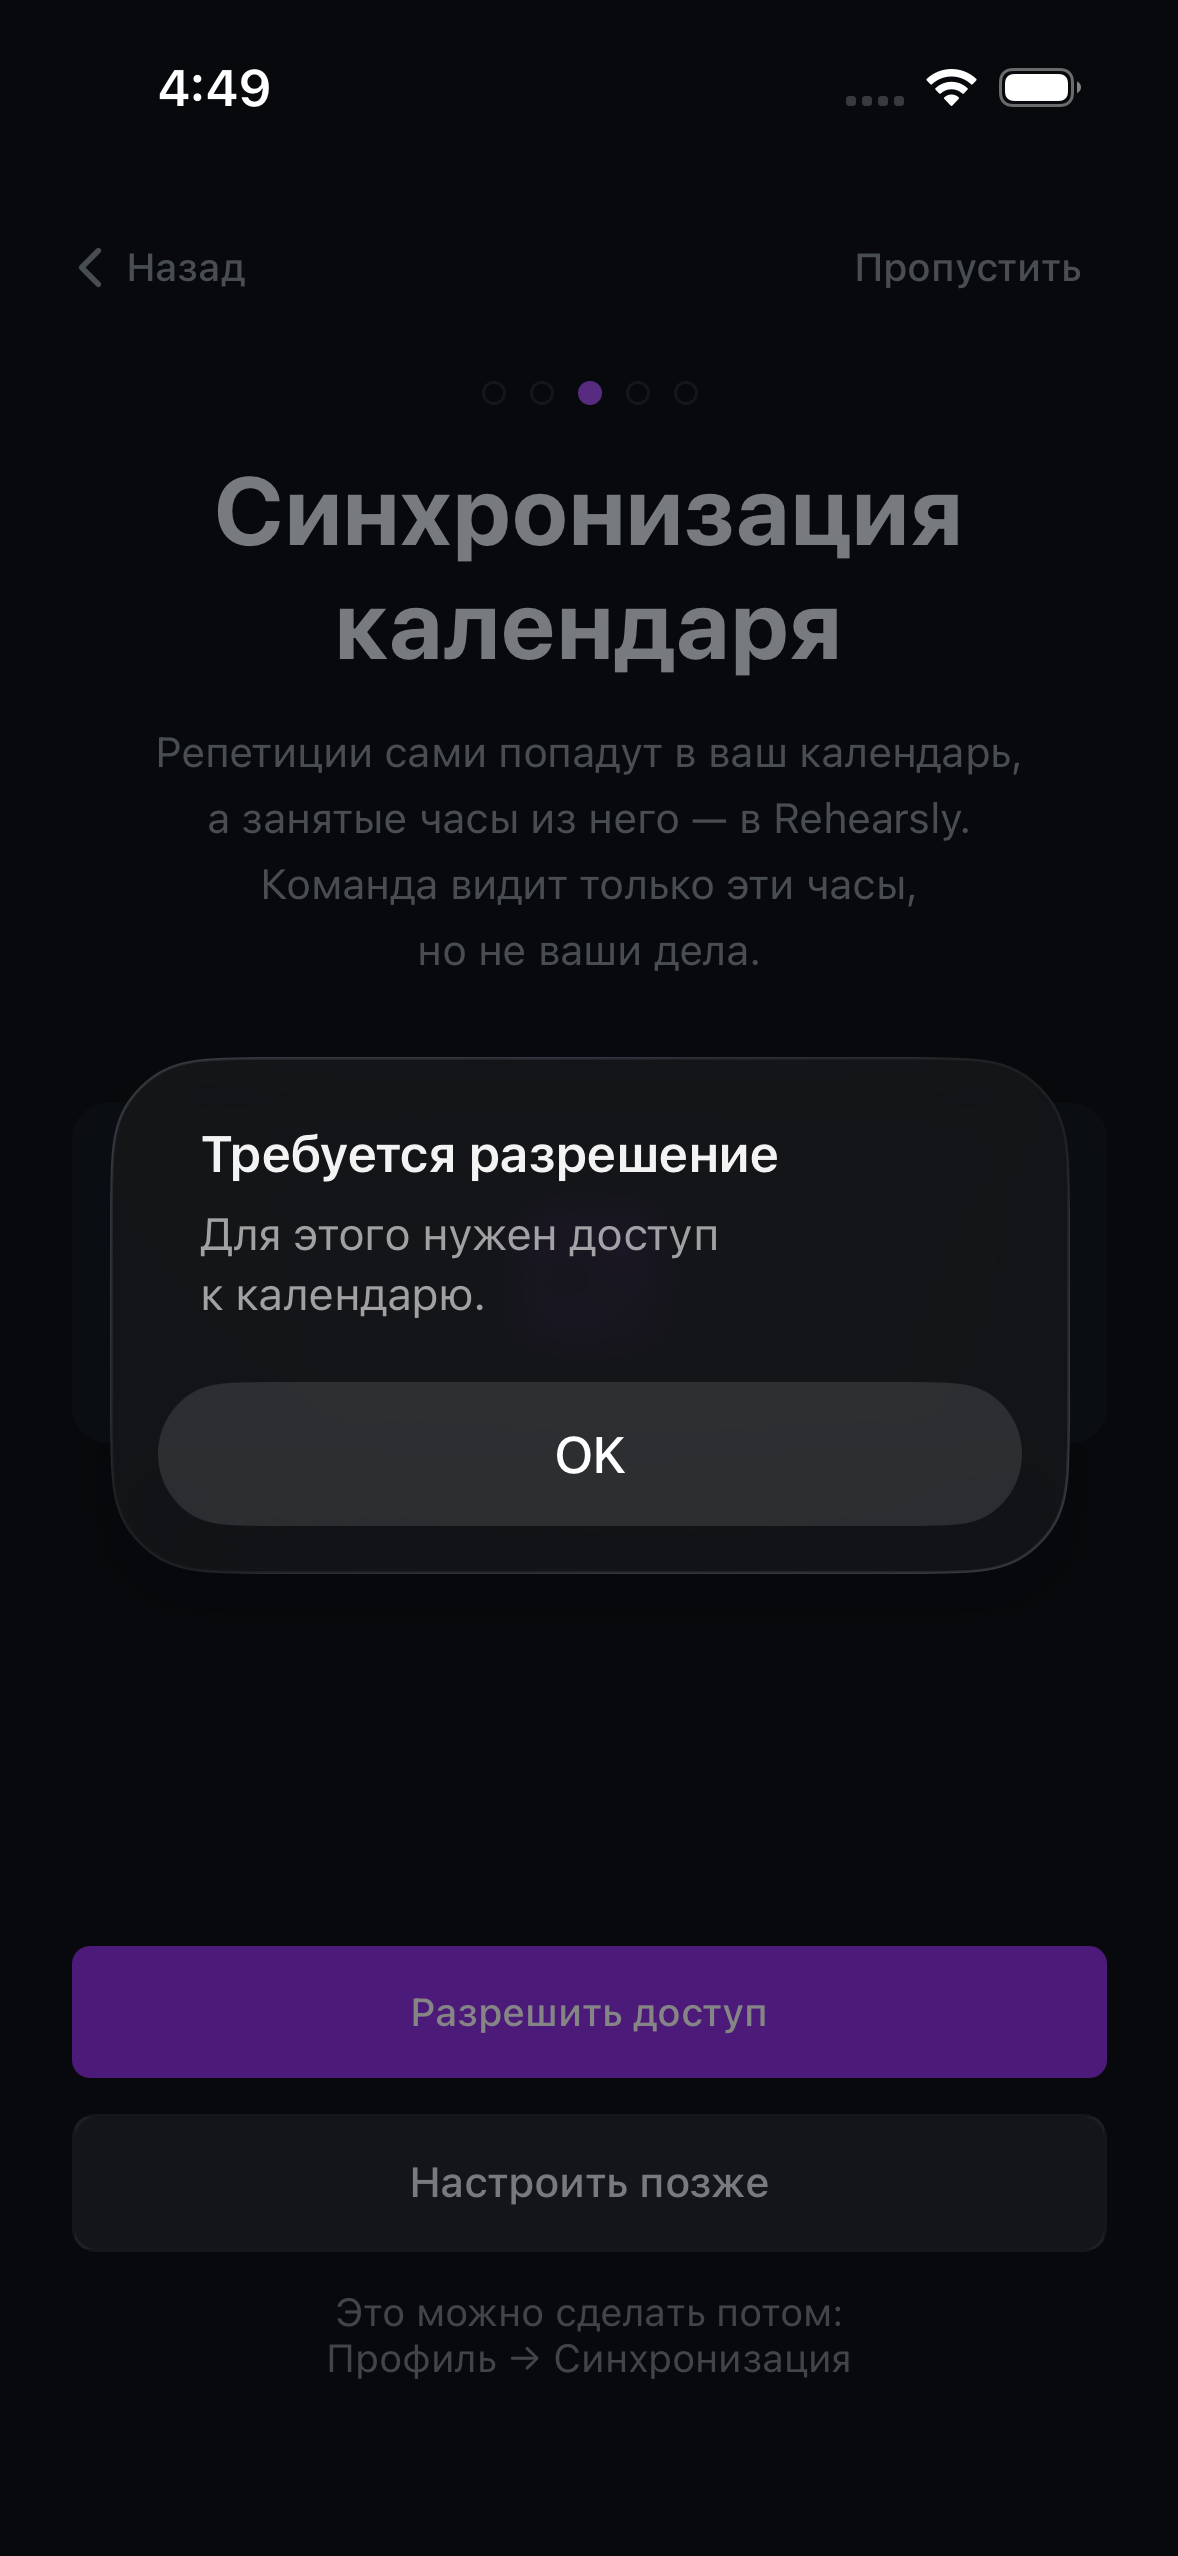 4:49
Назад
Пропустить
Синхронизация
календаря
Репетиции сами попадут в ваш календарь,
а занятые часы из него — в Rehearsly.
Команда видит только эти часы,
но не ваши дела.
Требуется разрешение
Для этого нужен доступ
к календарю.
OK
Разрешить доступ
Настроить позже
Это можно сделать потом:
Профиль → Синхронизация